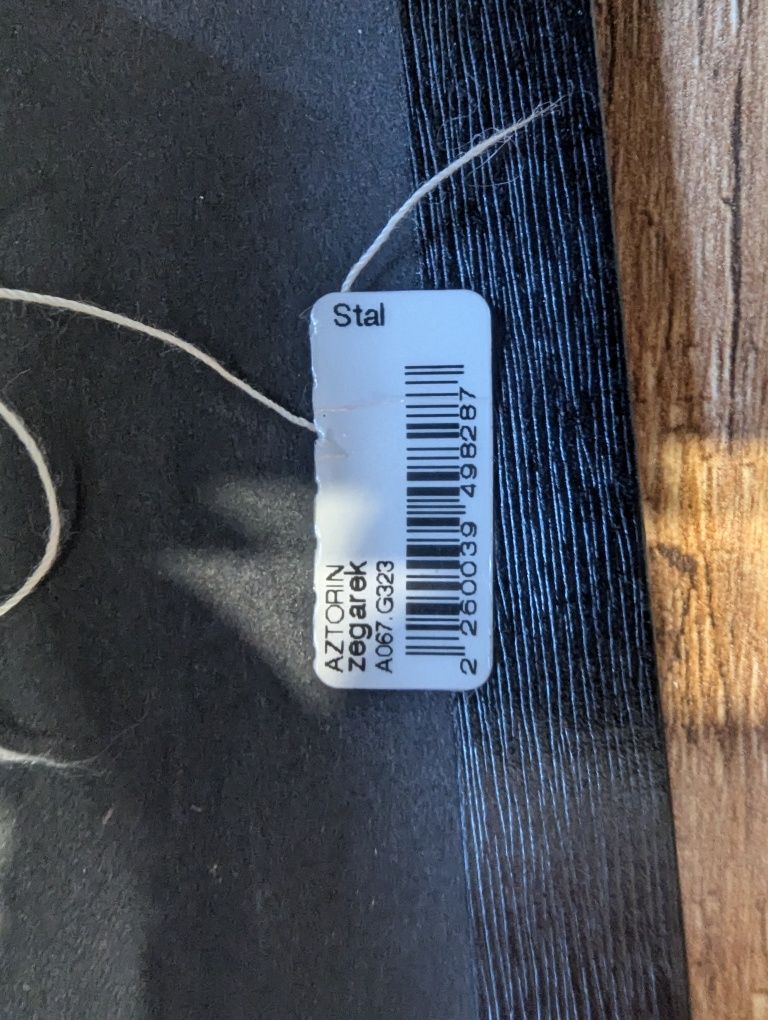 Stal
AZTORIN
zegarek
A067.G323
2 260039 498287